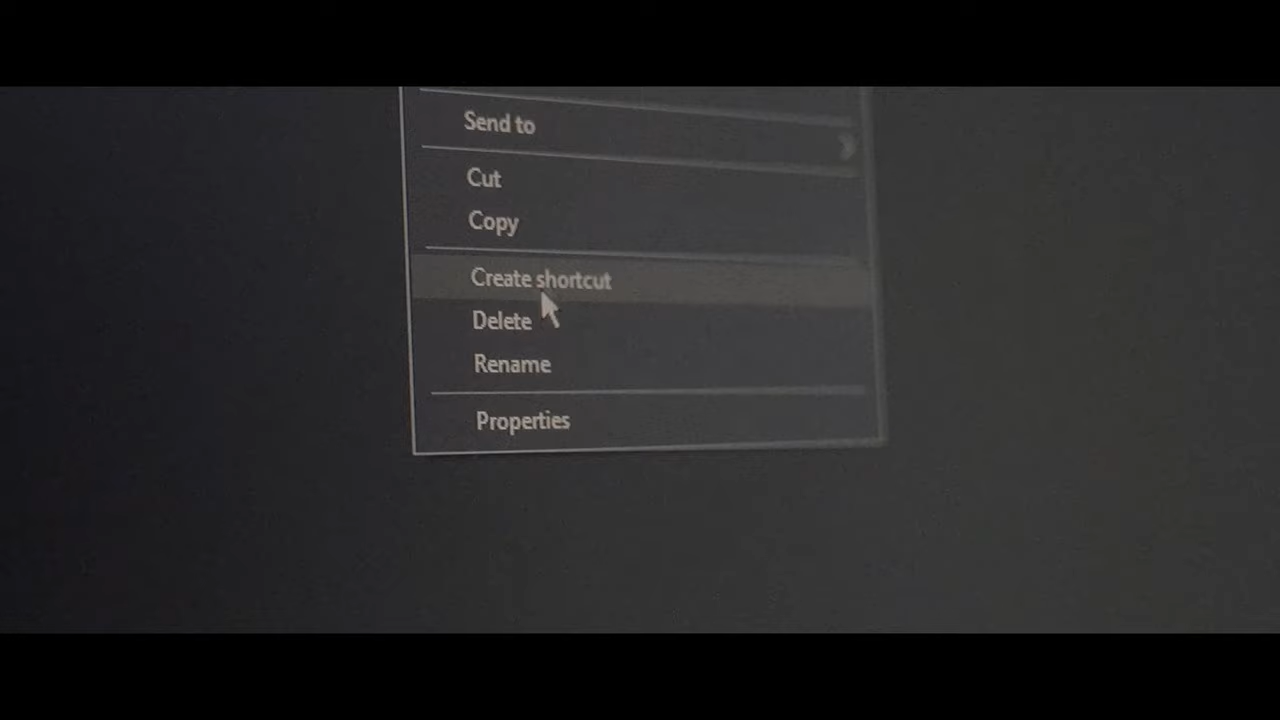 Send to
Cut
Copy
Create shortcut
Delete
Rename
Properties